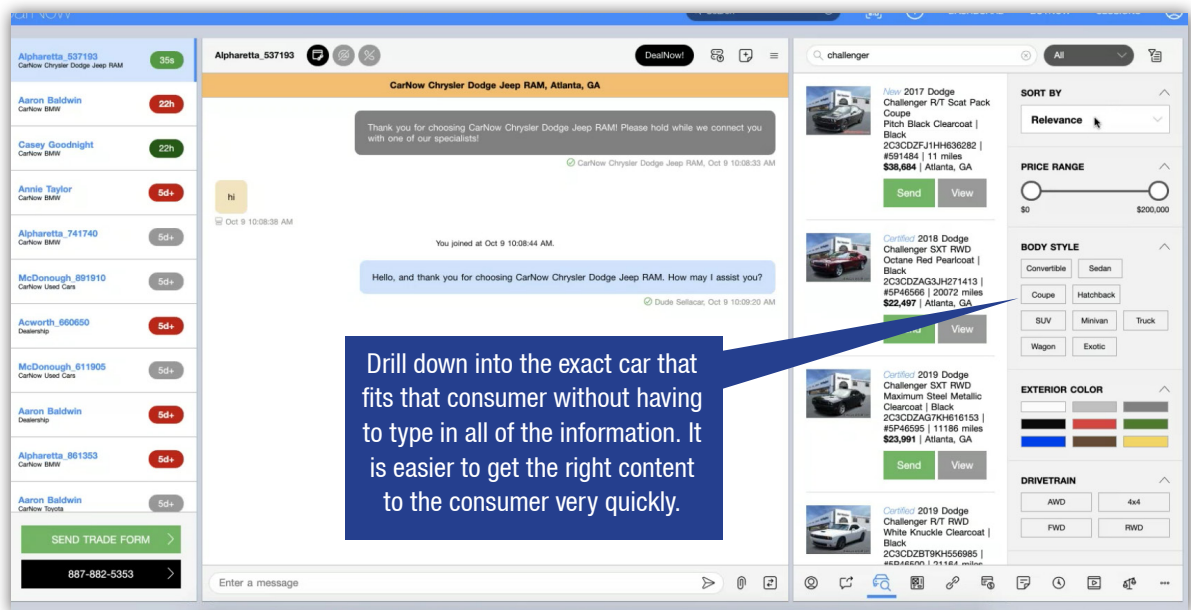 CarNow
Alpharetta_537193
CarNow Chrysler Dodge Jeep RAM
35s
Aaron Baldwin
CarNow BMW
22h
Casey Goodnight
CarNow BMW
22h
Annie Taylor
CarNow BMW
5d+
Alpharetta_741740
CarNow BMW
5d+
McDonough_891910
CarNow Used Cars
5d+
Acworth_660650
Dealership
5d+
McDonough_611905
CarNow Used Cars
5d+
Aaron Baldwin
Dealership
5d+
Alpharetta_861353
CarNow BMW
5d+
Aaron Baldwin
CarNow Toyota
5d+
SEND TRADE FORM
887-882-5353
Alpharetta_537193
DealNow!
CarNow Chrysler Dodge Jeep RAM, Atlanta, GA
Thank you for choosing CarNow Chrysler Dodge Jeep RAM! Please hold while we connect you
with one of our specialists!
CarNow Chrysler Dodge Jeep RAM, Oct 9 10:08:33 AM
hi
Oct 9 10:08:38 AM
You joined at Oct 9 10:08:44 AM.
Hello, and thank you for choosing CarNow Chrysler Dodge Jeep RAM. How may I assist you?
Dude Sellacar, Oct 9 10:09:20 AM
Drill down into the exact car that
fits that consumer without having
to type in all of the information. It
is easier to get the right content
to the consumer very quickly.
Enter a message
challenger
All
New 2017 Dodge
Challenger R/T Scat Pack
Coupe
Pitch Black Clearcoat |
Black
2C3CDZFJ1HH636282 |
#591484 | 11 miles
$38,684 | Atlanta, GA
Send
View
Certified 2018 Dodge
Challenger SXT RWD
Octane Red Pearlcoat |
Black
2C3CDZAG3JH271413 |
#5P46566 | 20072 miles
$22,497 | Atlanta, GA
View
Certified 2019 Dodge
Challenger SXT RWD
Maximum Steel Metallic
Clearcoat | Black
2C3CDZAG7KH616153 |
#5P46595 | 11186 miles
$23,991 | Atlanta, GA
Send
View
Certified 2019 Dodge
Challenger R/T RWD
White Knuckle Clearcoat |
Black
2C3CDZBT9KH556985 |
#5P46500 | 21164 miles
SORT BY
Relevance
PRICE RANGE
$0
$200,000
BODY STYLE
Convertible
Sedan
Coupe
Hatchback
SUV
Minivan
Truck
Wagon
Exotic
EXTERIOR COLOR
DRIVETRAIN
AWD
4x4
FWD
RWD